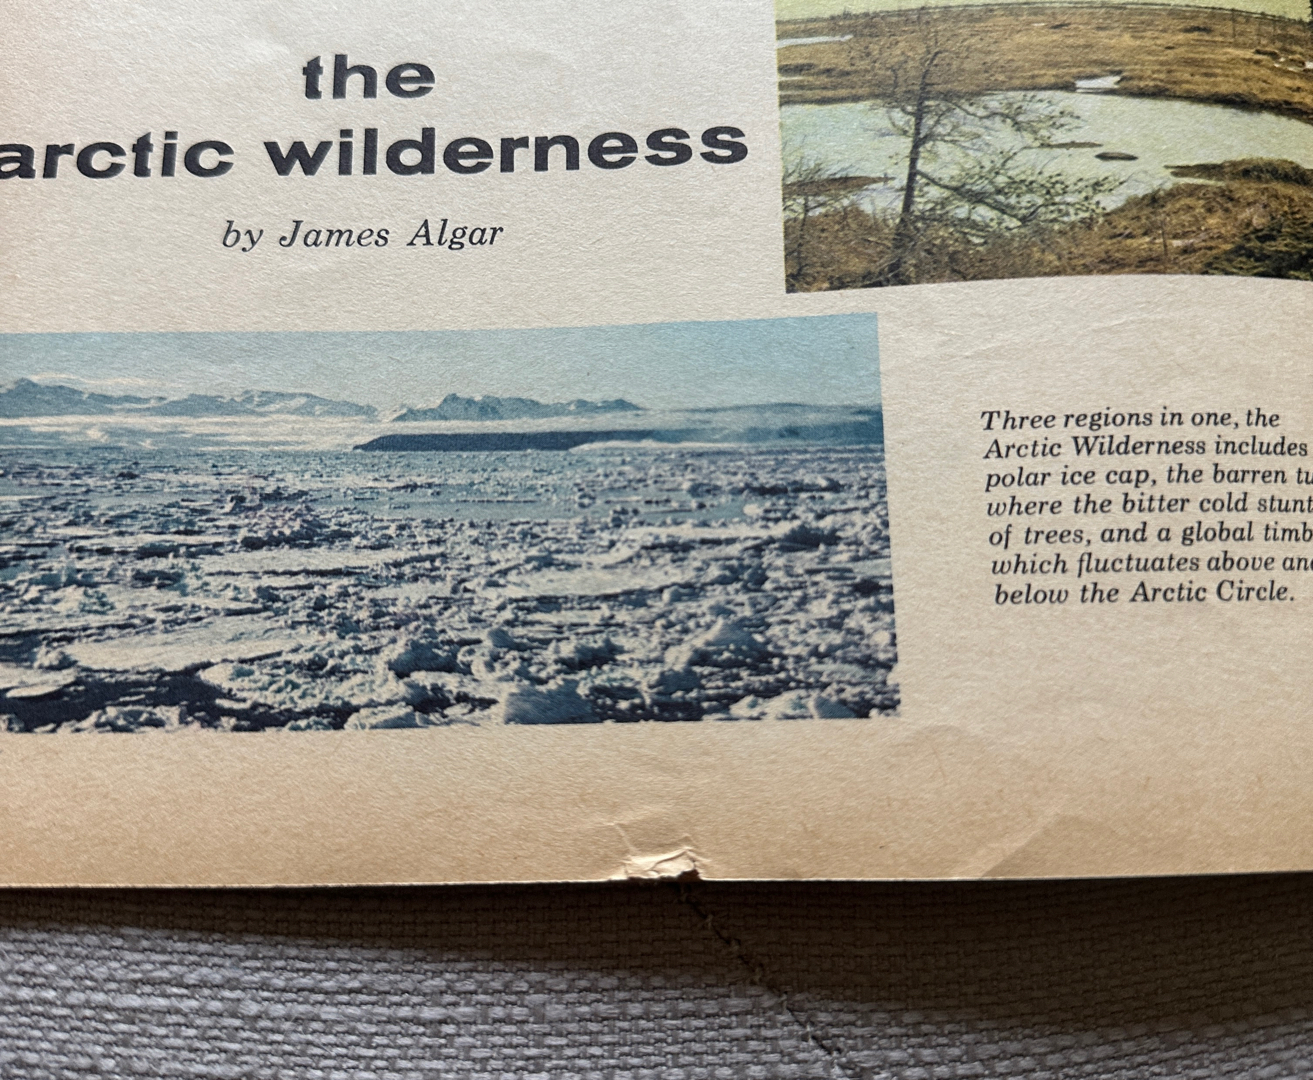 the
arctic wilderness
by James Algar
Three regions in one, the
Arctic Wilderness includes
polar ice cap, the barren
where the bitter cold
of trees, and a global
which fluctuates above
below the Arctic Circle.